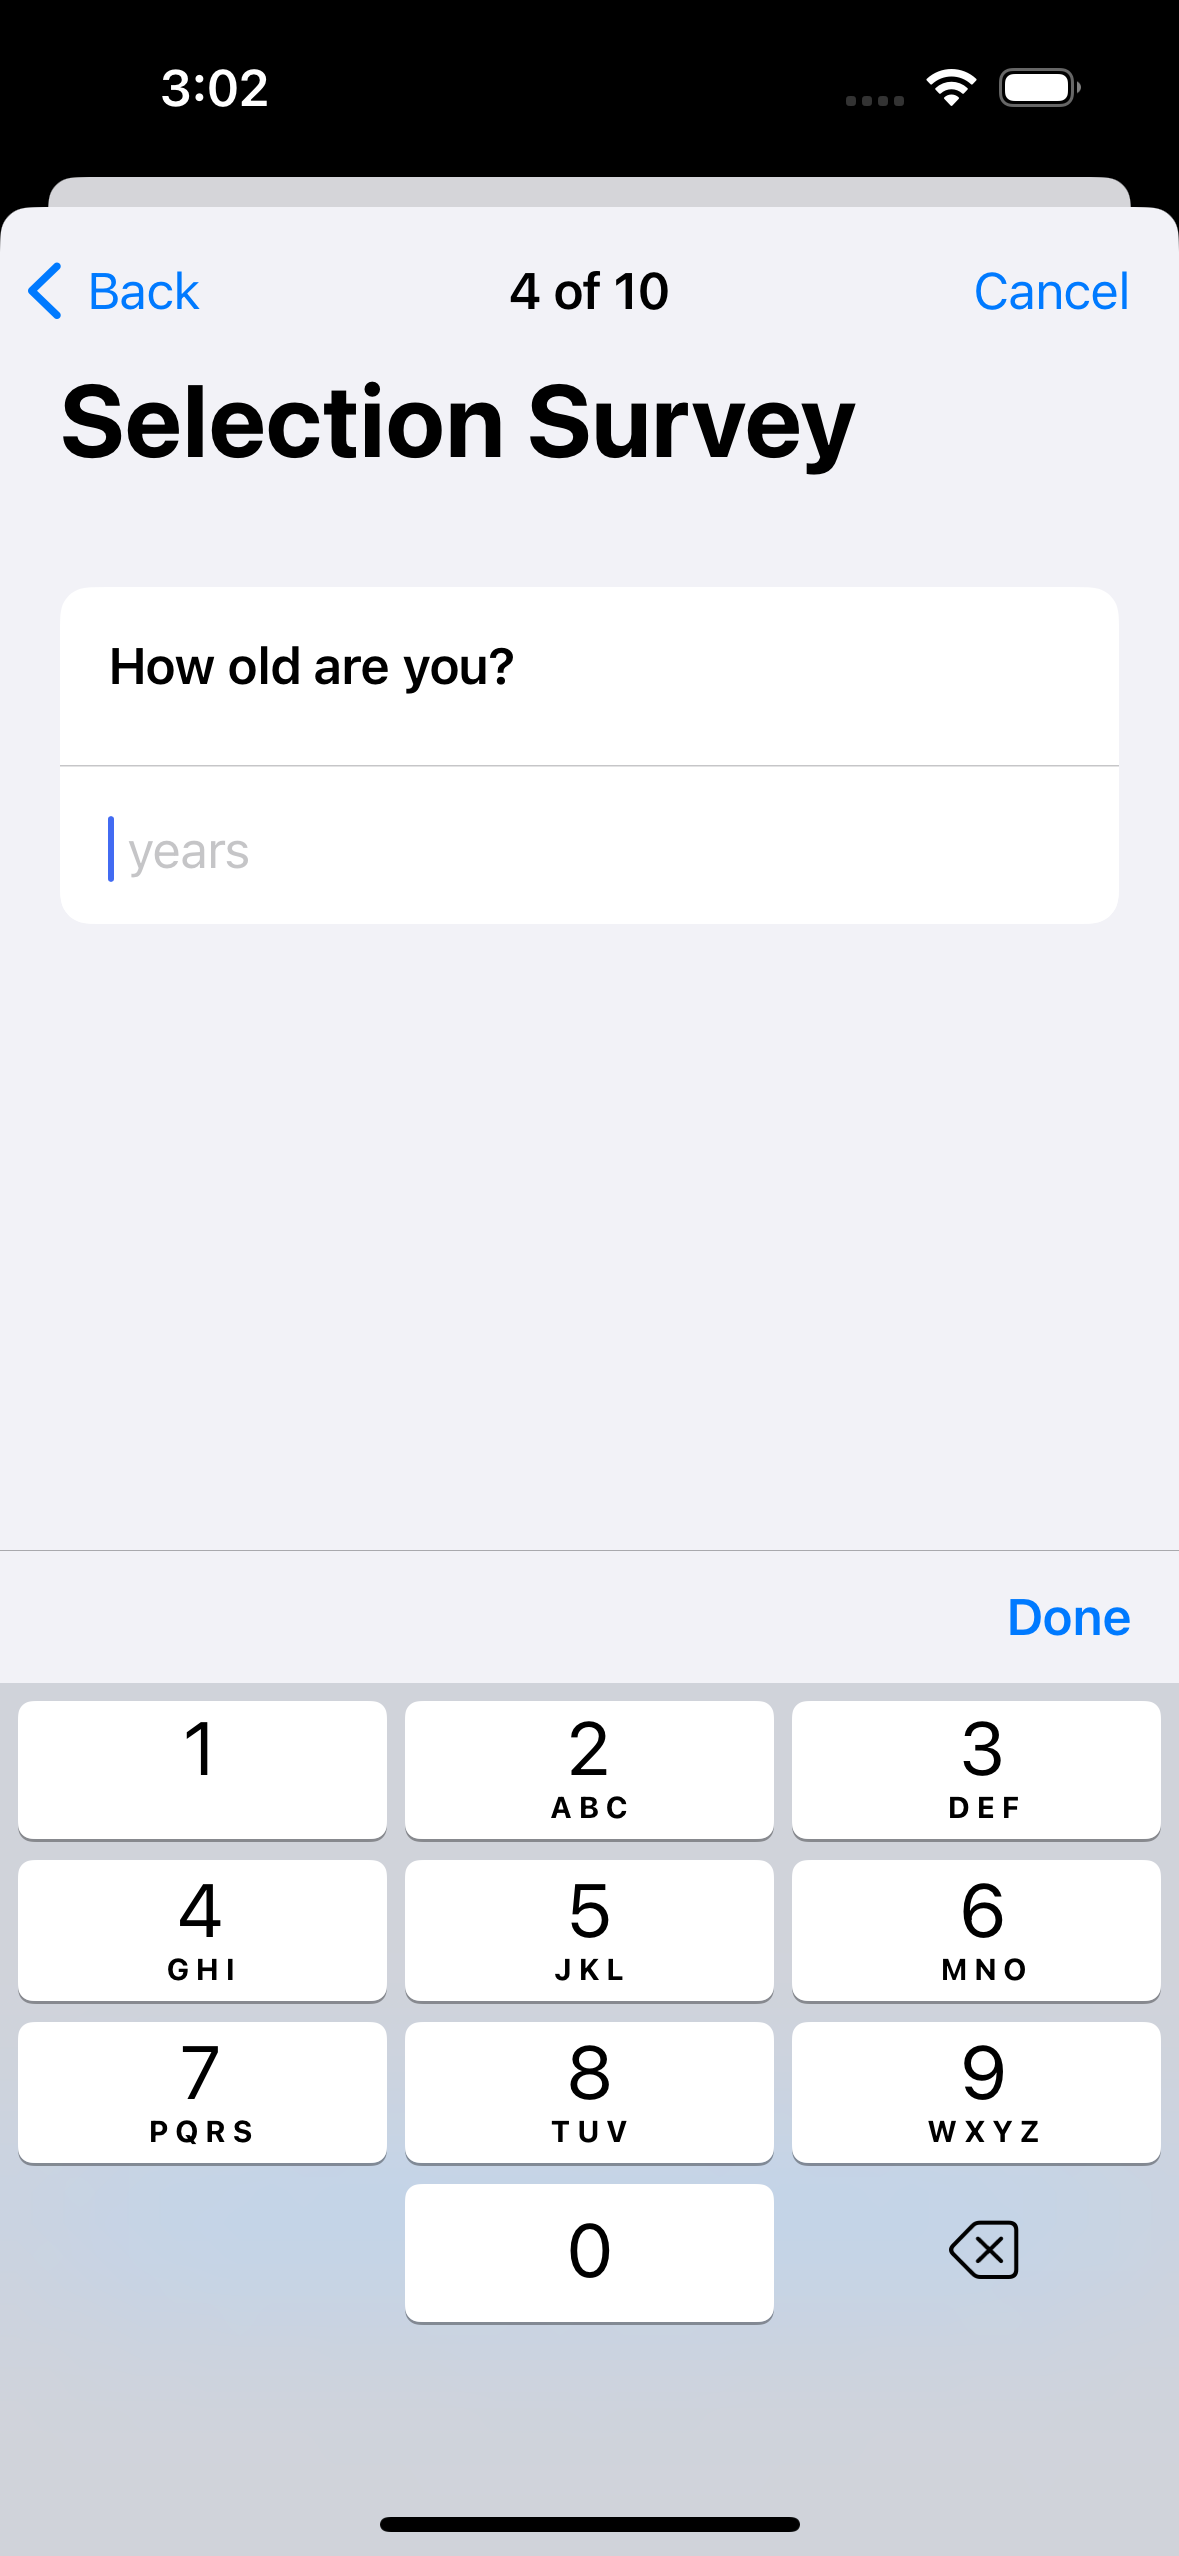 3:02
Back
4 of 10
Cancel
Selection Survey
How old are you?
years
Done
1
2
3
ABC
DEF
4
5
6
GHI
JKL
MNO
7
8
9
PQRS
TUV
WXYZ
0